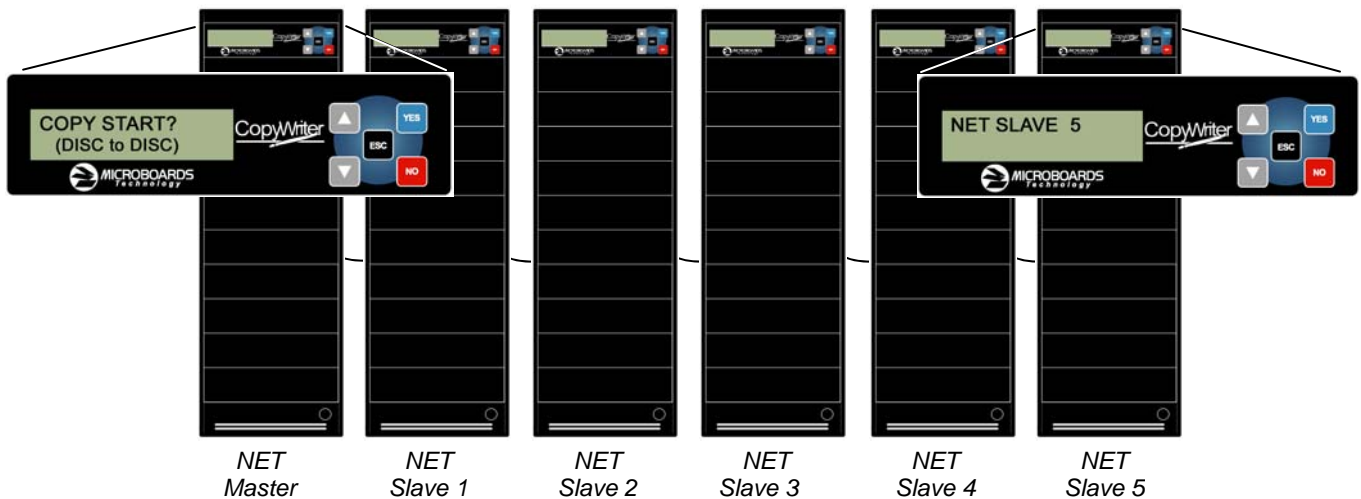 COPY START?
(DISC to DISC)
CopyWriter
YES
ESC
NO
MICROBOARDS
Technology
NET SLAVE 5
CopyWriter
YES
ESC
NO
MICROBOARDS
Technology
NET
Master
NET
Slave 1
NET
Slave 2
NET
Slave 3
NET
Slave 4
NET
Slave 5